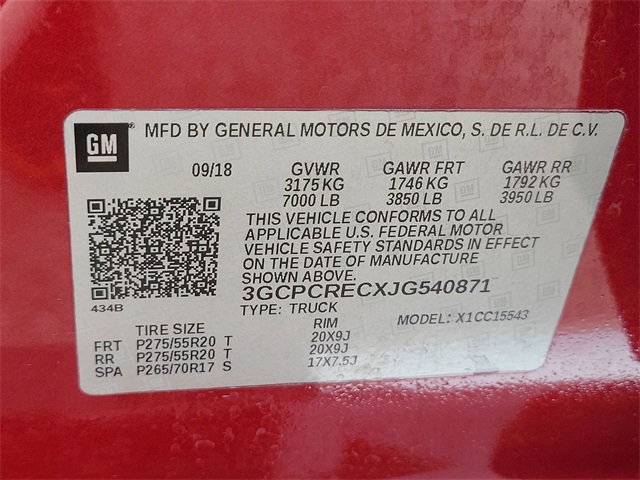 GM
MFD BY GENERAL MOTORS DE MEXICO, S. DE R.L. DE C.V.
09/18 GVWR GAWR FRT GAWR RR
3175 KG 1746 KG 1792 KG
7000 LB 3850 LB 3950 LB
THIS VEHICLE CONFORMS TO ALL
APPLICABLE U.S. FEDERAL MOTOR
VEHICLE SAFETY STANDARDS IN EFFECT
ON THE DATE OF MANUFACTURE
SHOWN ABOVE.
434B
3GCPCRECXJG540871
TYPE: TRUCK MODEL: X1CC15543
TIRE SIZE RIM
FRT P275/55R20 T 20X9J
RR P275/55R20 T 20X9J
SPA P265/70R17 S 17X7.5J